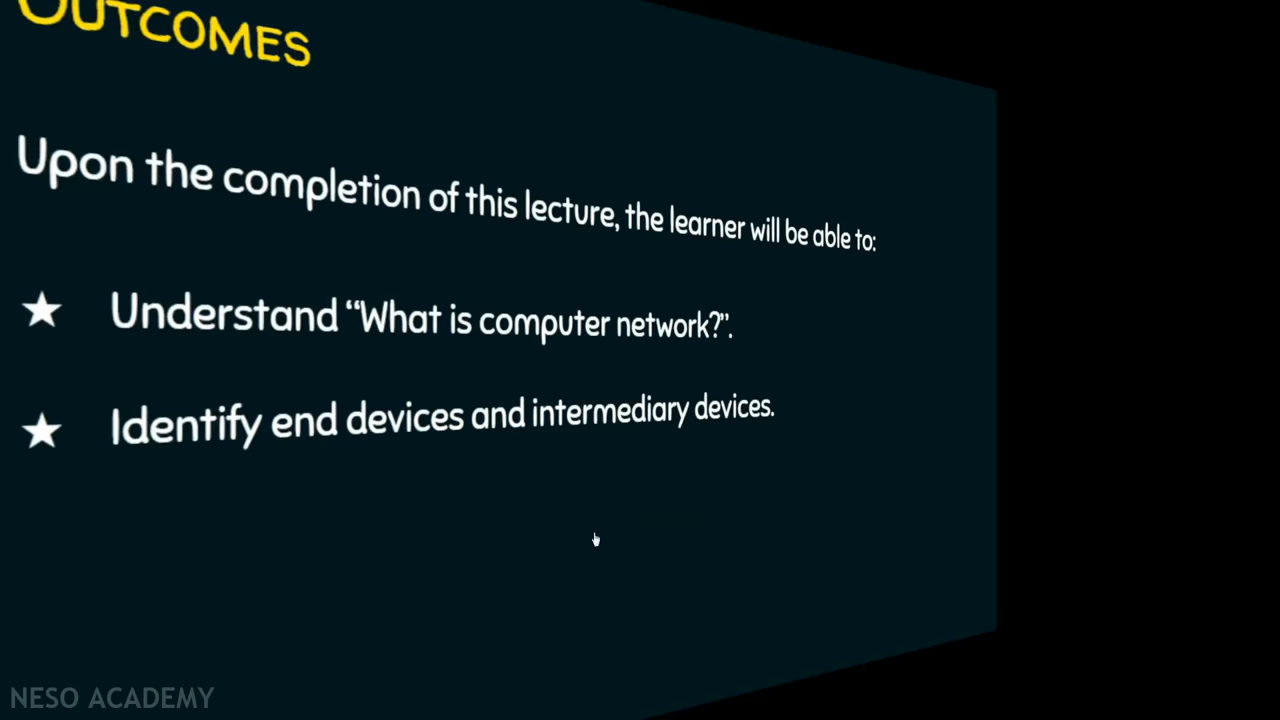 OUTCOMES
Upon the completion of this lecture, the learner will be able to:
★ Understand “What is computer network?”.
★ Identify end devices and intermediary devices.
NESO ACADEMY